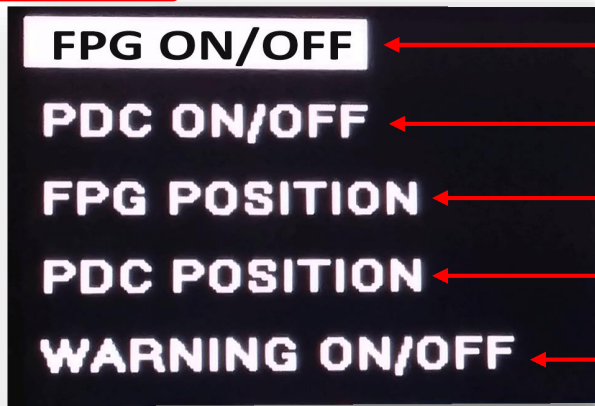 FPG ON/OFF
PDC ON/OFF
FPG POSITION
PDC POSITION
WARNING ON/OFF